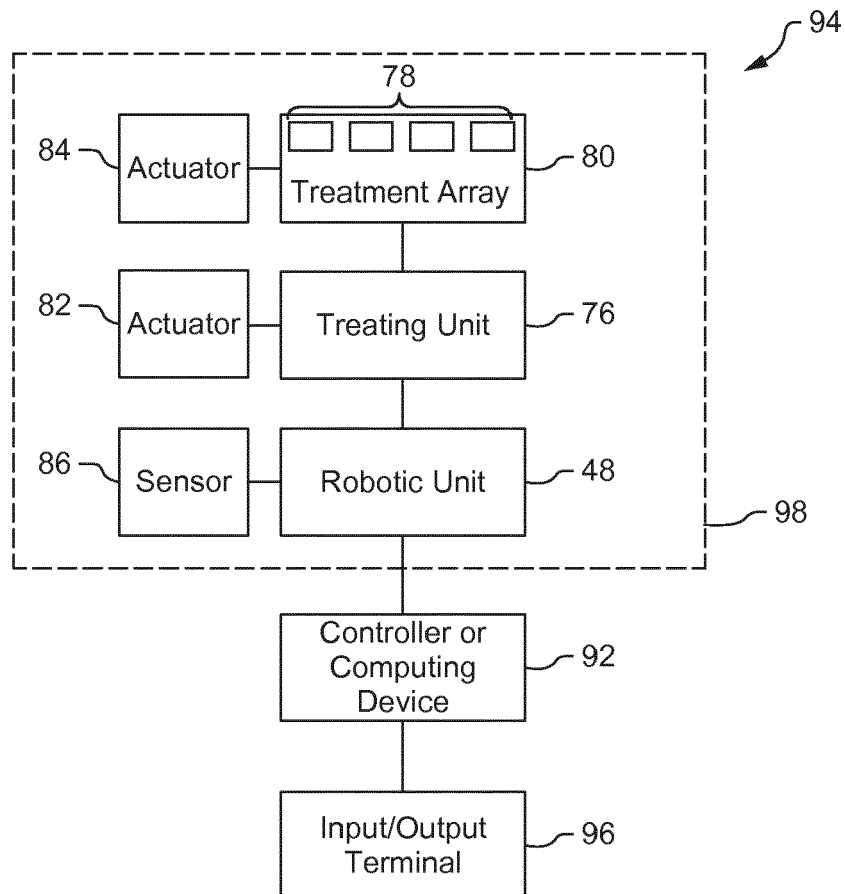 94
78
84
Actuator
Treatment Array
80
82
Actuator
Treating Unit
76
86
Sensor
Robotic Unit
48
98
Controller or
Computing
Device
92
Input/Output
Terminal
96